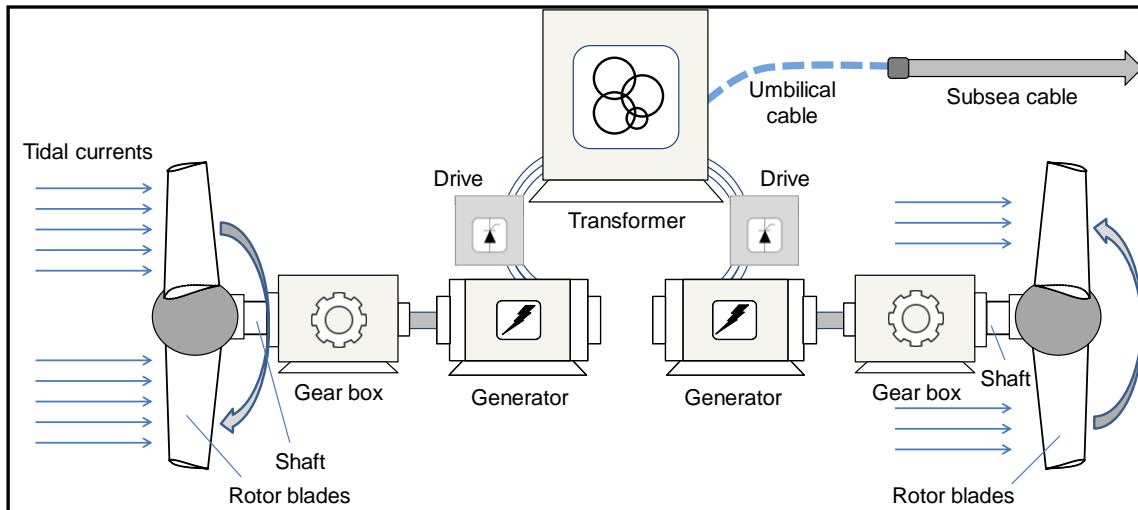 Umbilical
cable
Subsea cable
Tidal currents
Drive
Drive
Transformer
Gear box
Generator
Generator
Gear box
Shaft
Shaft
Rotor blades
Rotor blades